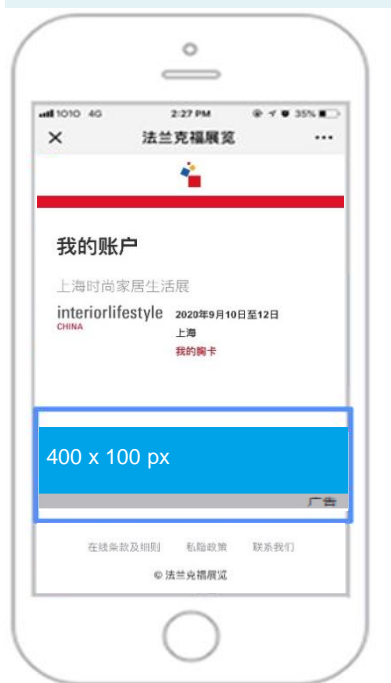 1010 4G 2:27 PM 35%
法兰克福展览
我的账户
上海时尚家居生活展
interiorlifestyle
CHINA
2020年9月10日至12日
上海
我的胸卡
400 x 100 px
广告
在线条款及细则 私隐政策 联系我们
© 法兰克福展览